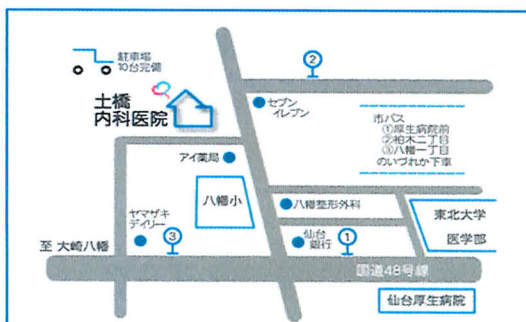 駐車場
10台完備
土橋
内科医院
②
セブン
イレブン
市バス
①厚生病院前
②柏木二丁目
③八幡一丁目
のいづれか下車
アイ薬局
八幡小
八幡整形外科
東北大学
医学部
ヤマザキ
デイリー
③
仙台
銀行
①
至 大崎八幡
国道48号線
仙台厚生病院